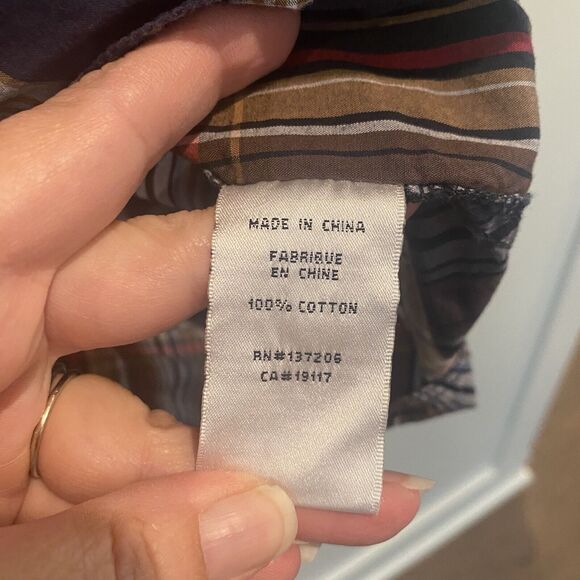 MADE IN CHINA
FABRIQUE
EN CHINE
100% COTTON
RN#137206
CA#19117